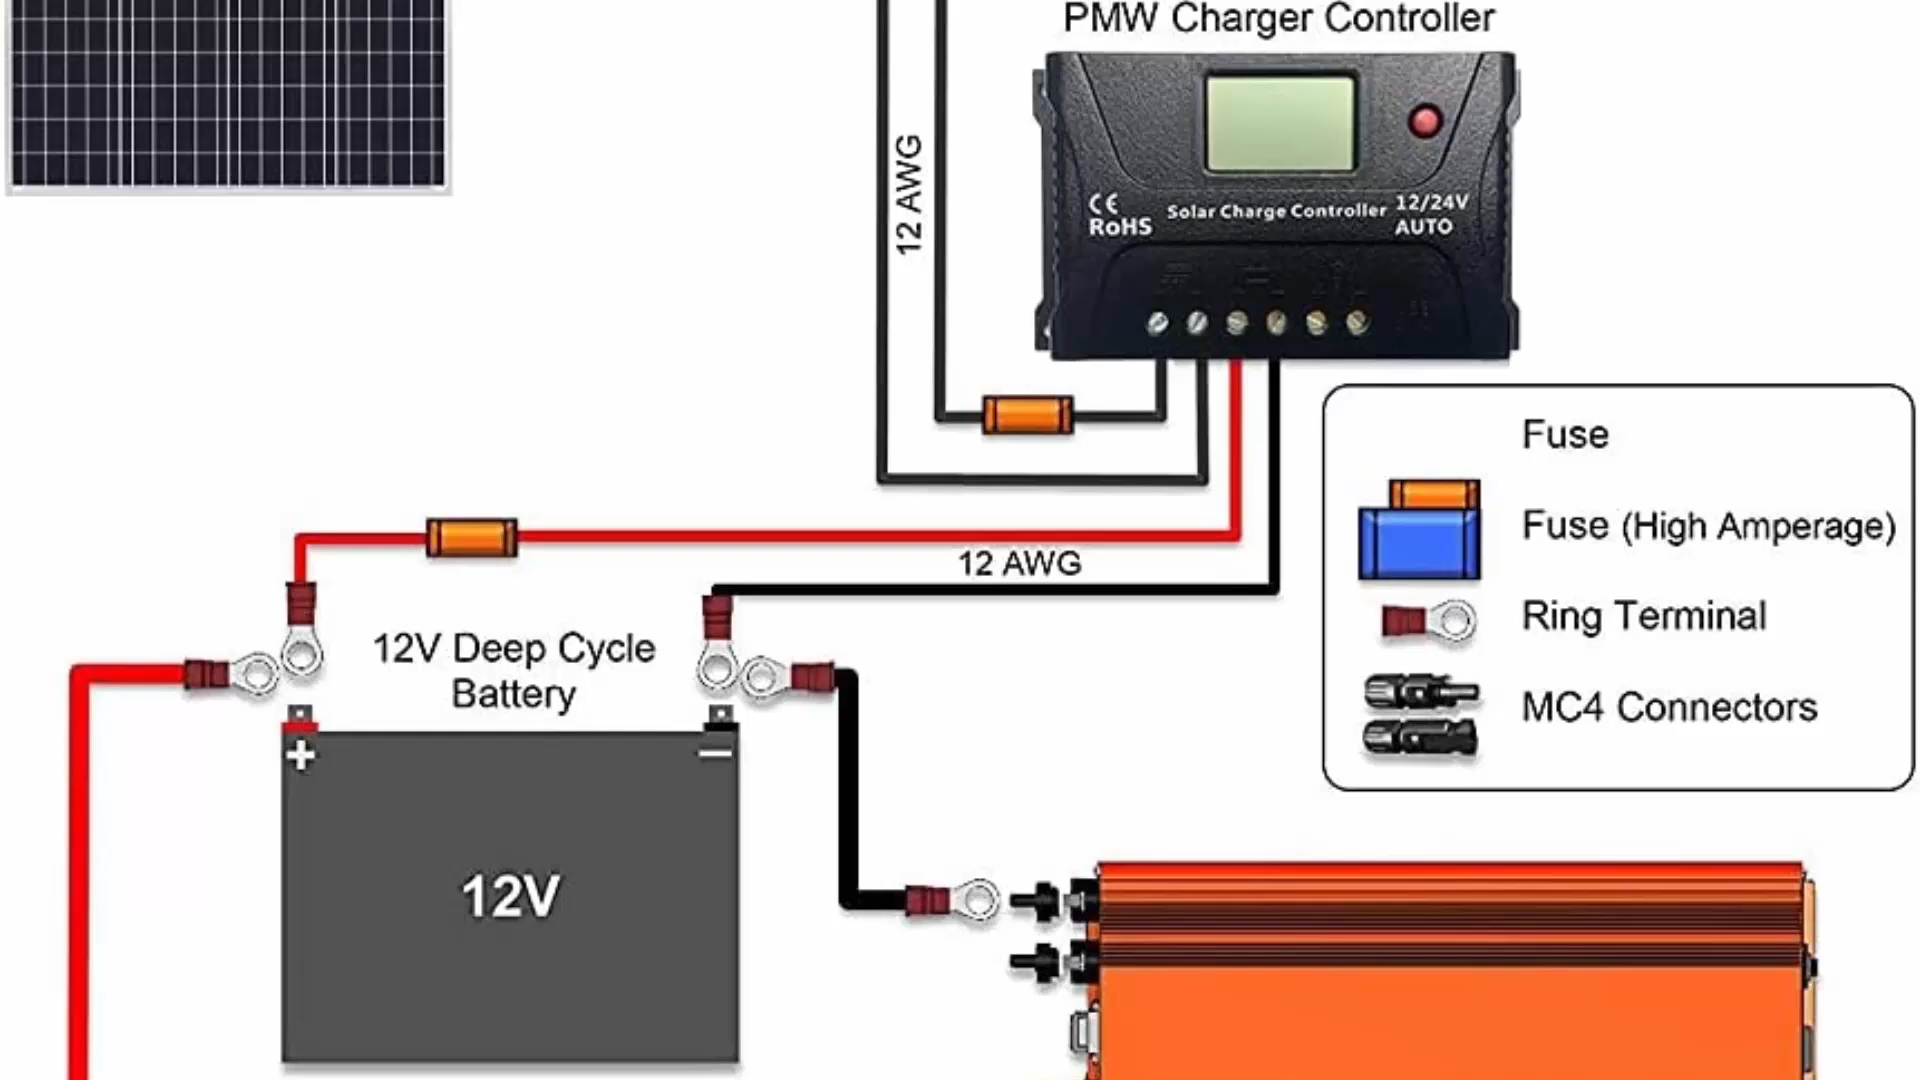 PMW Charger Controller
12 AWG
CE
RoHS
Solar Charge Controller
12/24V
AUTO
Fuse
Fuse (High Amperage)
Ring Terminal
MC4 Connectors
12 AWG
12V Deep Cycle
Battery
+
−
12V